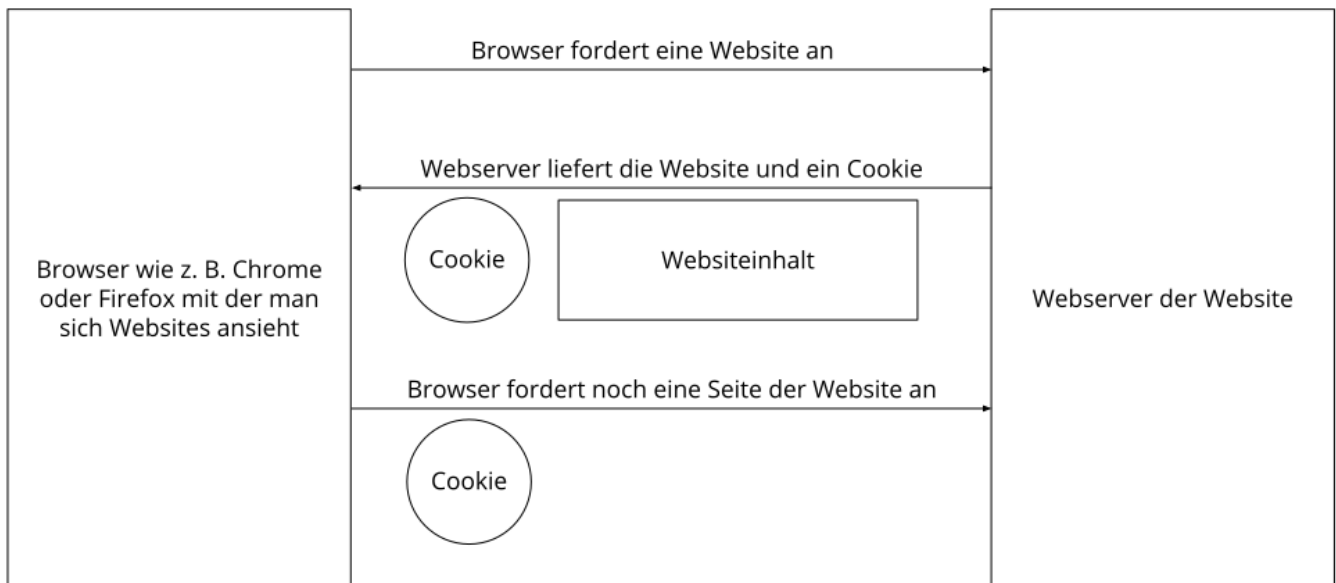 Browser fordert eine Website an
Webserver liefert die Website und ein Cookie
Cookie
Websiteinhalt
Browser wie z. B. Chrome
oder Firefox mit der man
sich Websites ansieht
Webserver der Website
Browser fordert noch eine Seite der Website an
Cookie